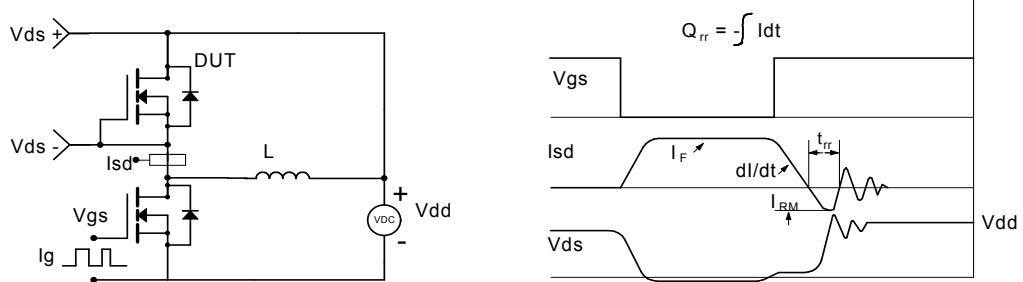 Vds +
DUT
Vds -
Isd
L
Vgs
+
VDC
Vdd
-
Ig
Q rr = - ∫ Idt
Vgs
Isd
I F
dI/dt
t rr
I RM
Vds
Vdd